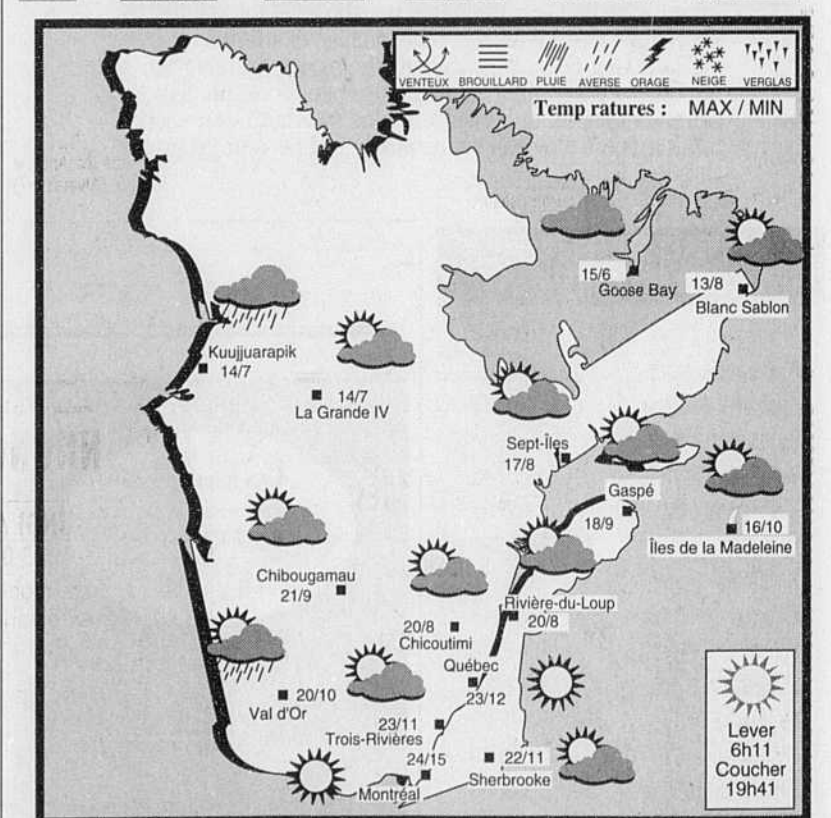 VENTEUX BROUILLARD PLUIE AVERSE ORAGE NEIGE VERGLAS
Temp ratures : MAX / MIN
15/6
Goose Bay
13/8
Blanc Sablon
Kuujjuarapik
14/7
14/7
La Grande IV
Sept-Îles
17/8
Gaspé
18/9
16/10
Îles de la Madeleine
Chibougamau
21/9
Rivière-du-Loup
20/8
20/8
Chicoutimi
Québec
23/12
20/10
Val d'Or
23/11
Trois-Rivières
24/15
Montréal
22/11
Sherbrooke
Lever
6h11
Coucher
19h41